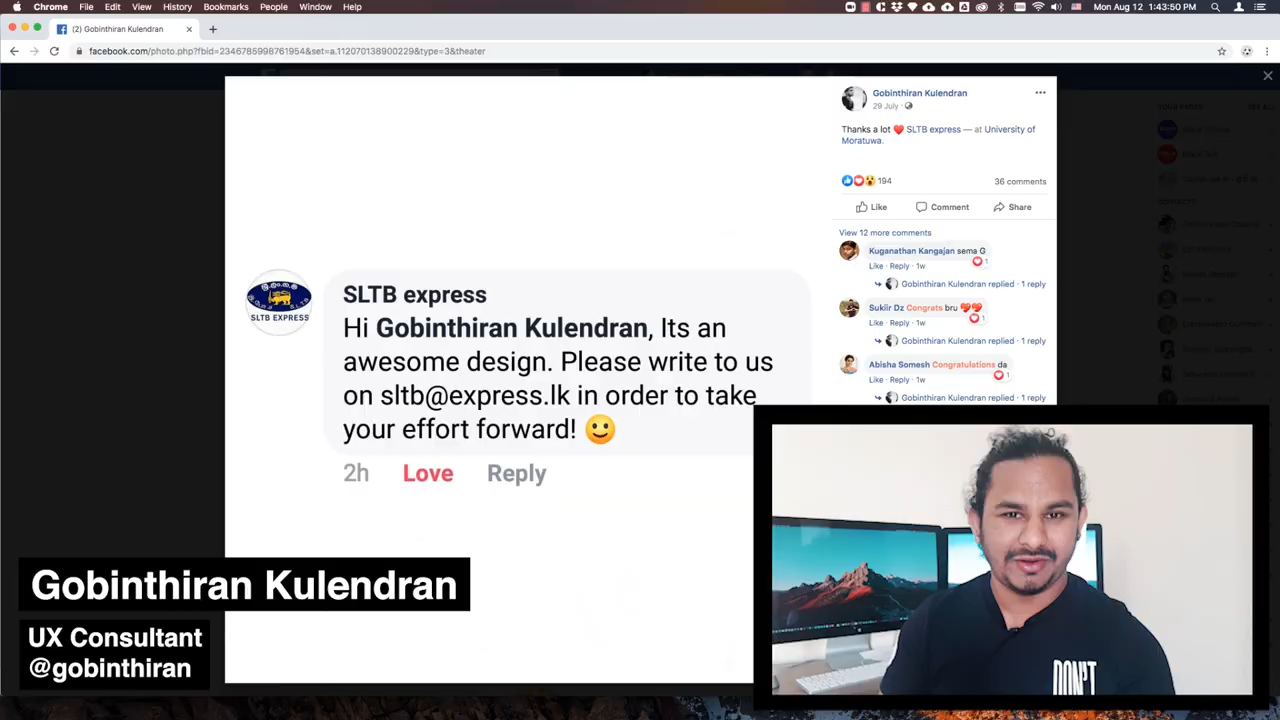 Chrome File Edit View History Bookmarks People Window Help
Mon Aug 12 1:43:50 PM
(2) Gobinthiran Kulendran
facebook.com/photo.php?fbid=2346785998761954&set=a.112070138900229&type=3&theater
Gobinthiran Kulendran
29 July ·
Thanks a lot ❤️ SLTB express — at University of
Moratuwa.
194
36 comments
Like Comment Share
View 12 more comments
Kuganathan Kangajan sema G
1
Like · Reply · 1w
Gobinthiran Kulendran replied · 1 reply
Sukiir Dz Congrats bru ❤️❤️
1
Like · Reply · 1w
Gobinthiran Kulendran replied · 1 reply
Abisha Somesh Congratulations da
1
Like · Reply · 1w
Gobinthiran Kulendran replied · 1 reply
SLTB EXPRESS
SLTB express
Hi Gobinthiran Kulendran, Its an
awesome design. Please write to us
on sltb@express.lk in order to take
your effort forward! 🙂
2h Love Reply
Gobinthiran Kulendran
UX Consultant
@gobinthiran
DON'T